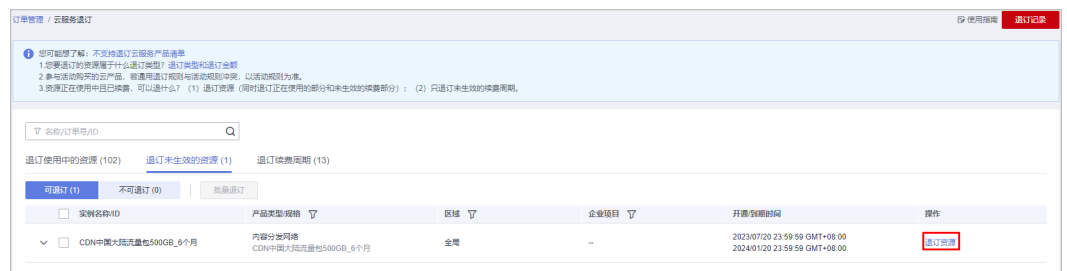 订单管理 / 云服务退订
使用指南 退订记录
您可能想了解：不支持退订云服务产品清单
1.您要退订的资源属于什么退订类型？退订类型和退订金额
2.参与活动购买的云产品，若通用退订规则与活动规则冲突，以活动规则为准。
3.资源正在使用中且已续费，可以退什么？（1）退订资源（同时退订正在使用的部分和未生效的续费部分）；（2）只退订未生效的续费周期。
名称/订单号/ID
退订使用中的资源 (102) 退订未生效的资源 (1) 退订续费周期 (13)
可退订 (1) 不可退订 (0) 批量退订
实例名称/ID 产品类型/规格 区域 企业项目 开通/到期时间 操作
CDN中国大陆流量包500GB_6个月 内容分发网络 全局 -- 2023/07/20 23:59:59 GMT+08:00 退订资源
CDN中国大陆流量包500GB_6个月 2024/01/20 23:59:59 GMT+08:00